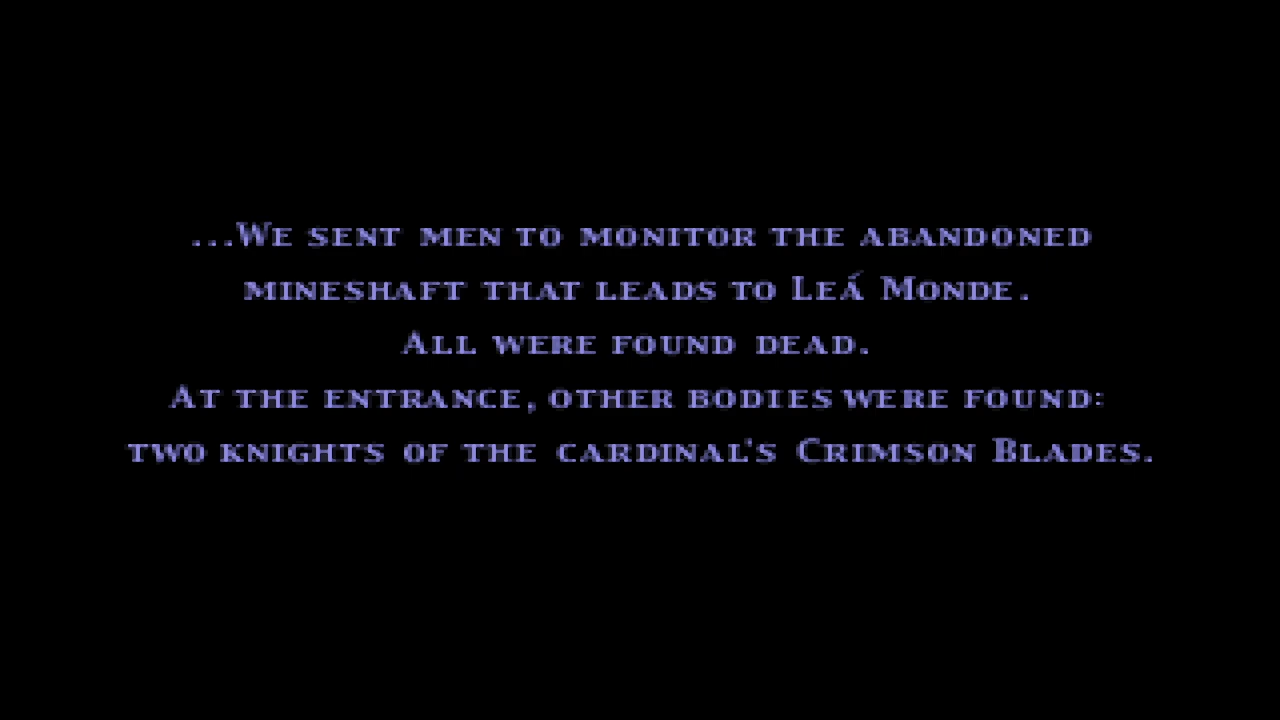 ...We sent men to monitor the abandoned
mineshaft that leads to Leá Monde.
All were found dead.
At the entrance, other bodies were found:
two knights of the cardinal's Crimson Blades.